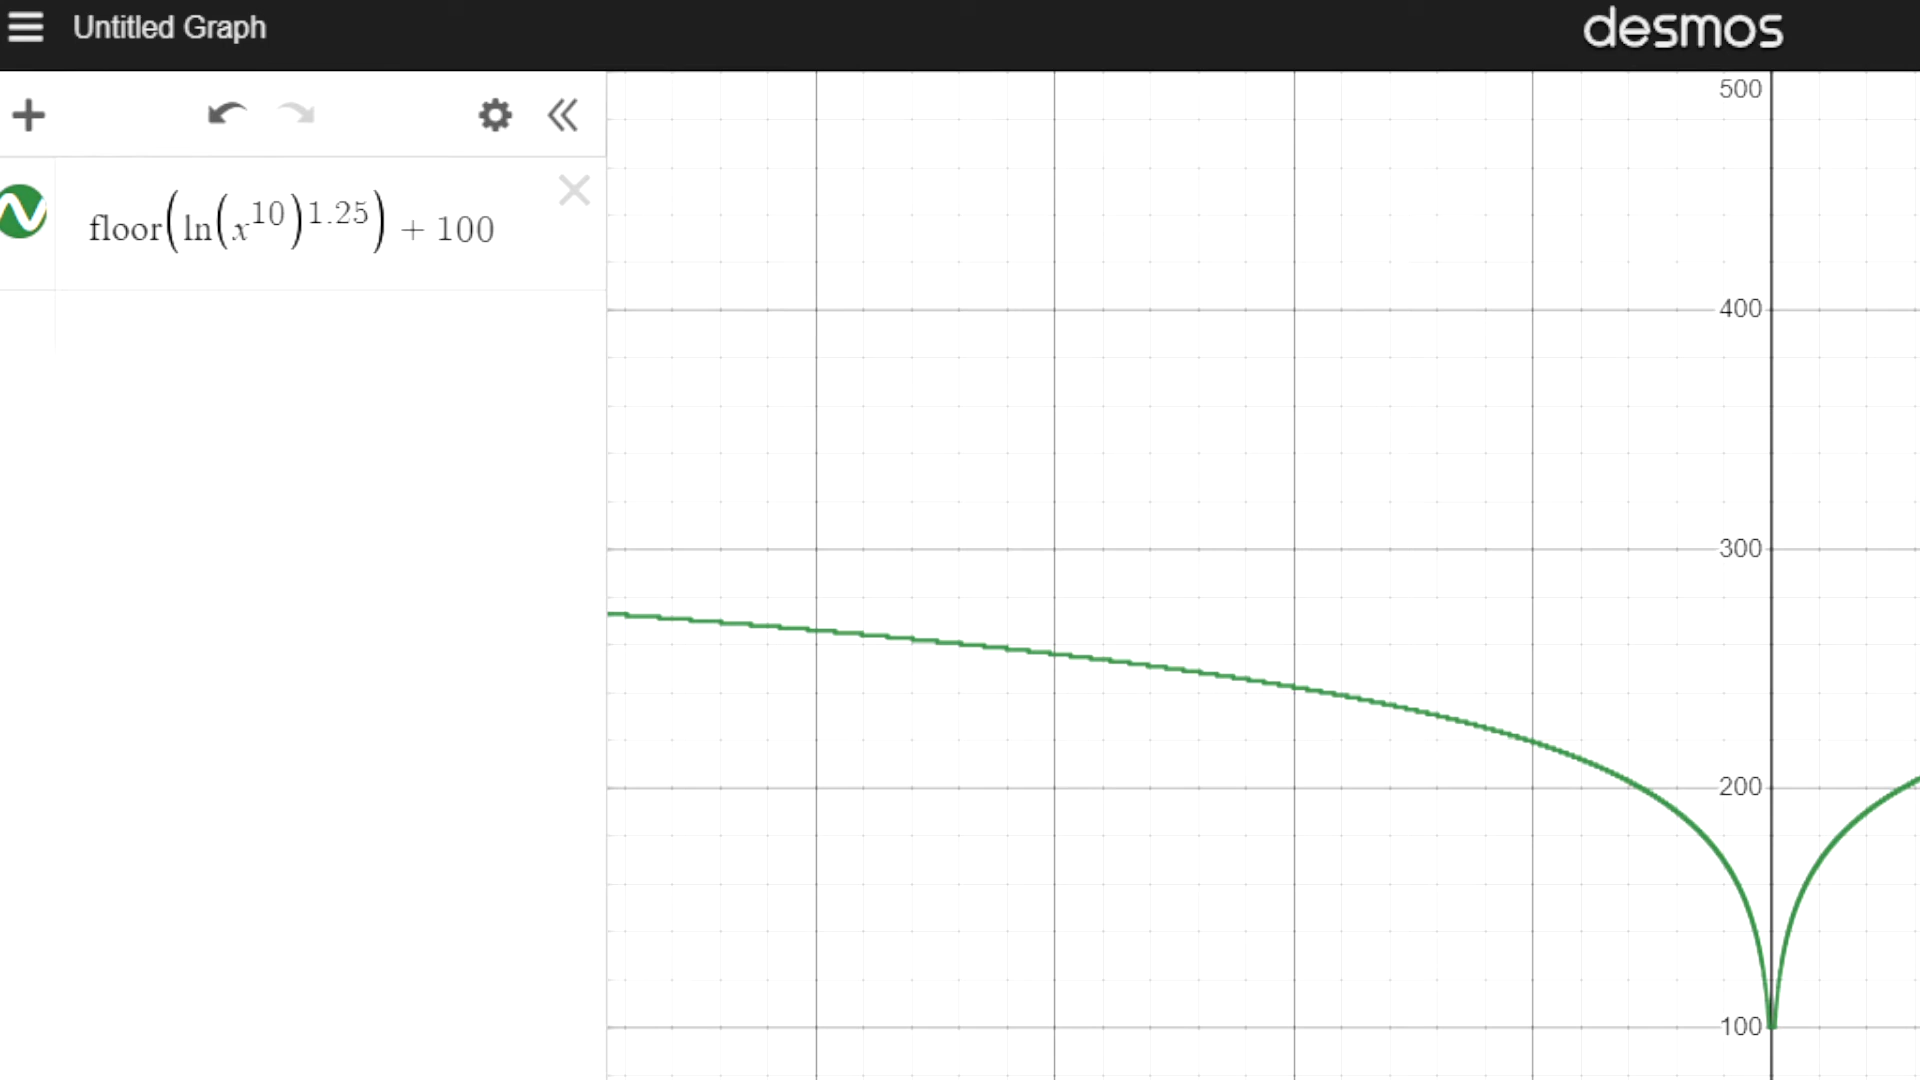 Untitled Graph
desmos
floor(ln(x^10)^1.25) + 100
500
400
300
200
100